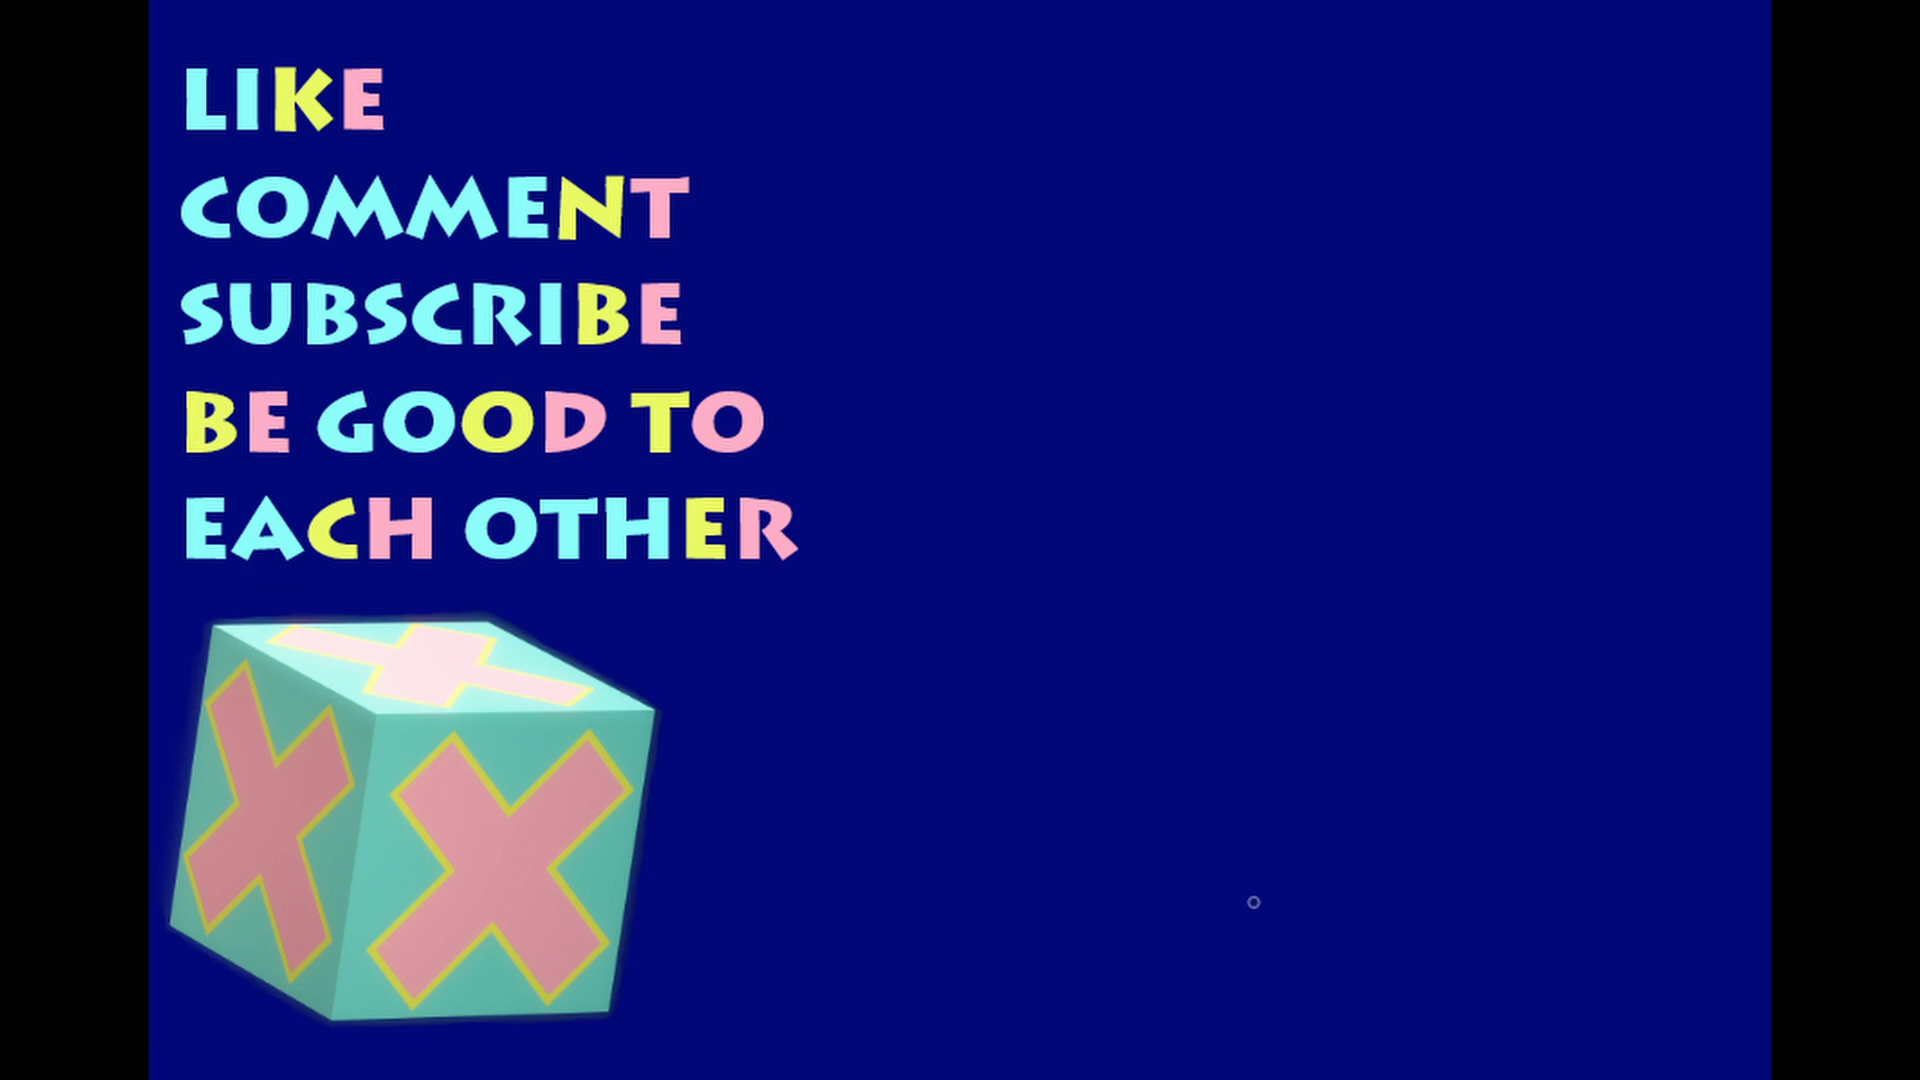 LIKE
COMMENT
SUBSCRIBE
BE GOOD TO
EACH OTHER
X
X
X